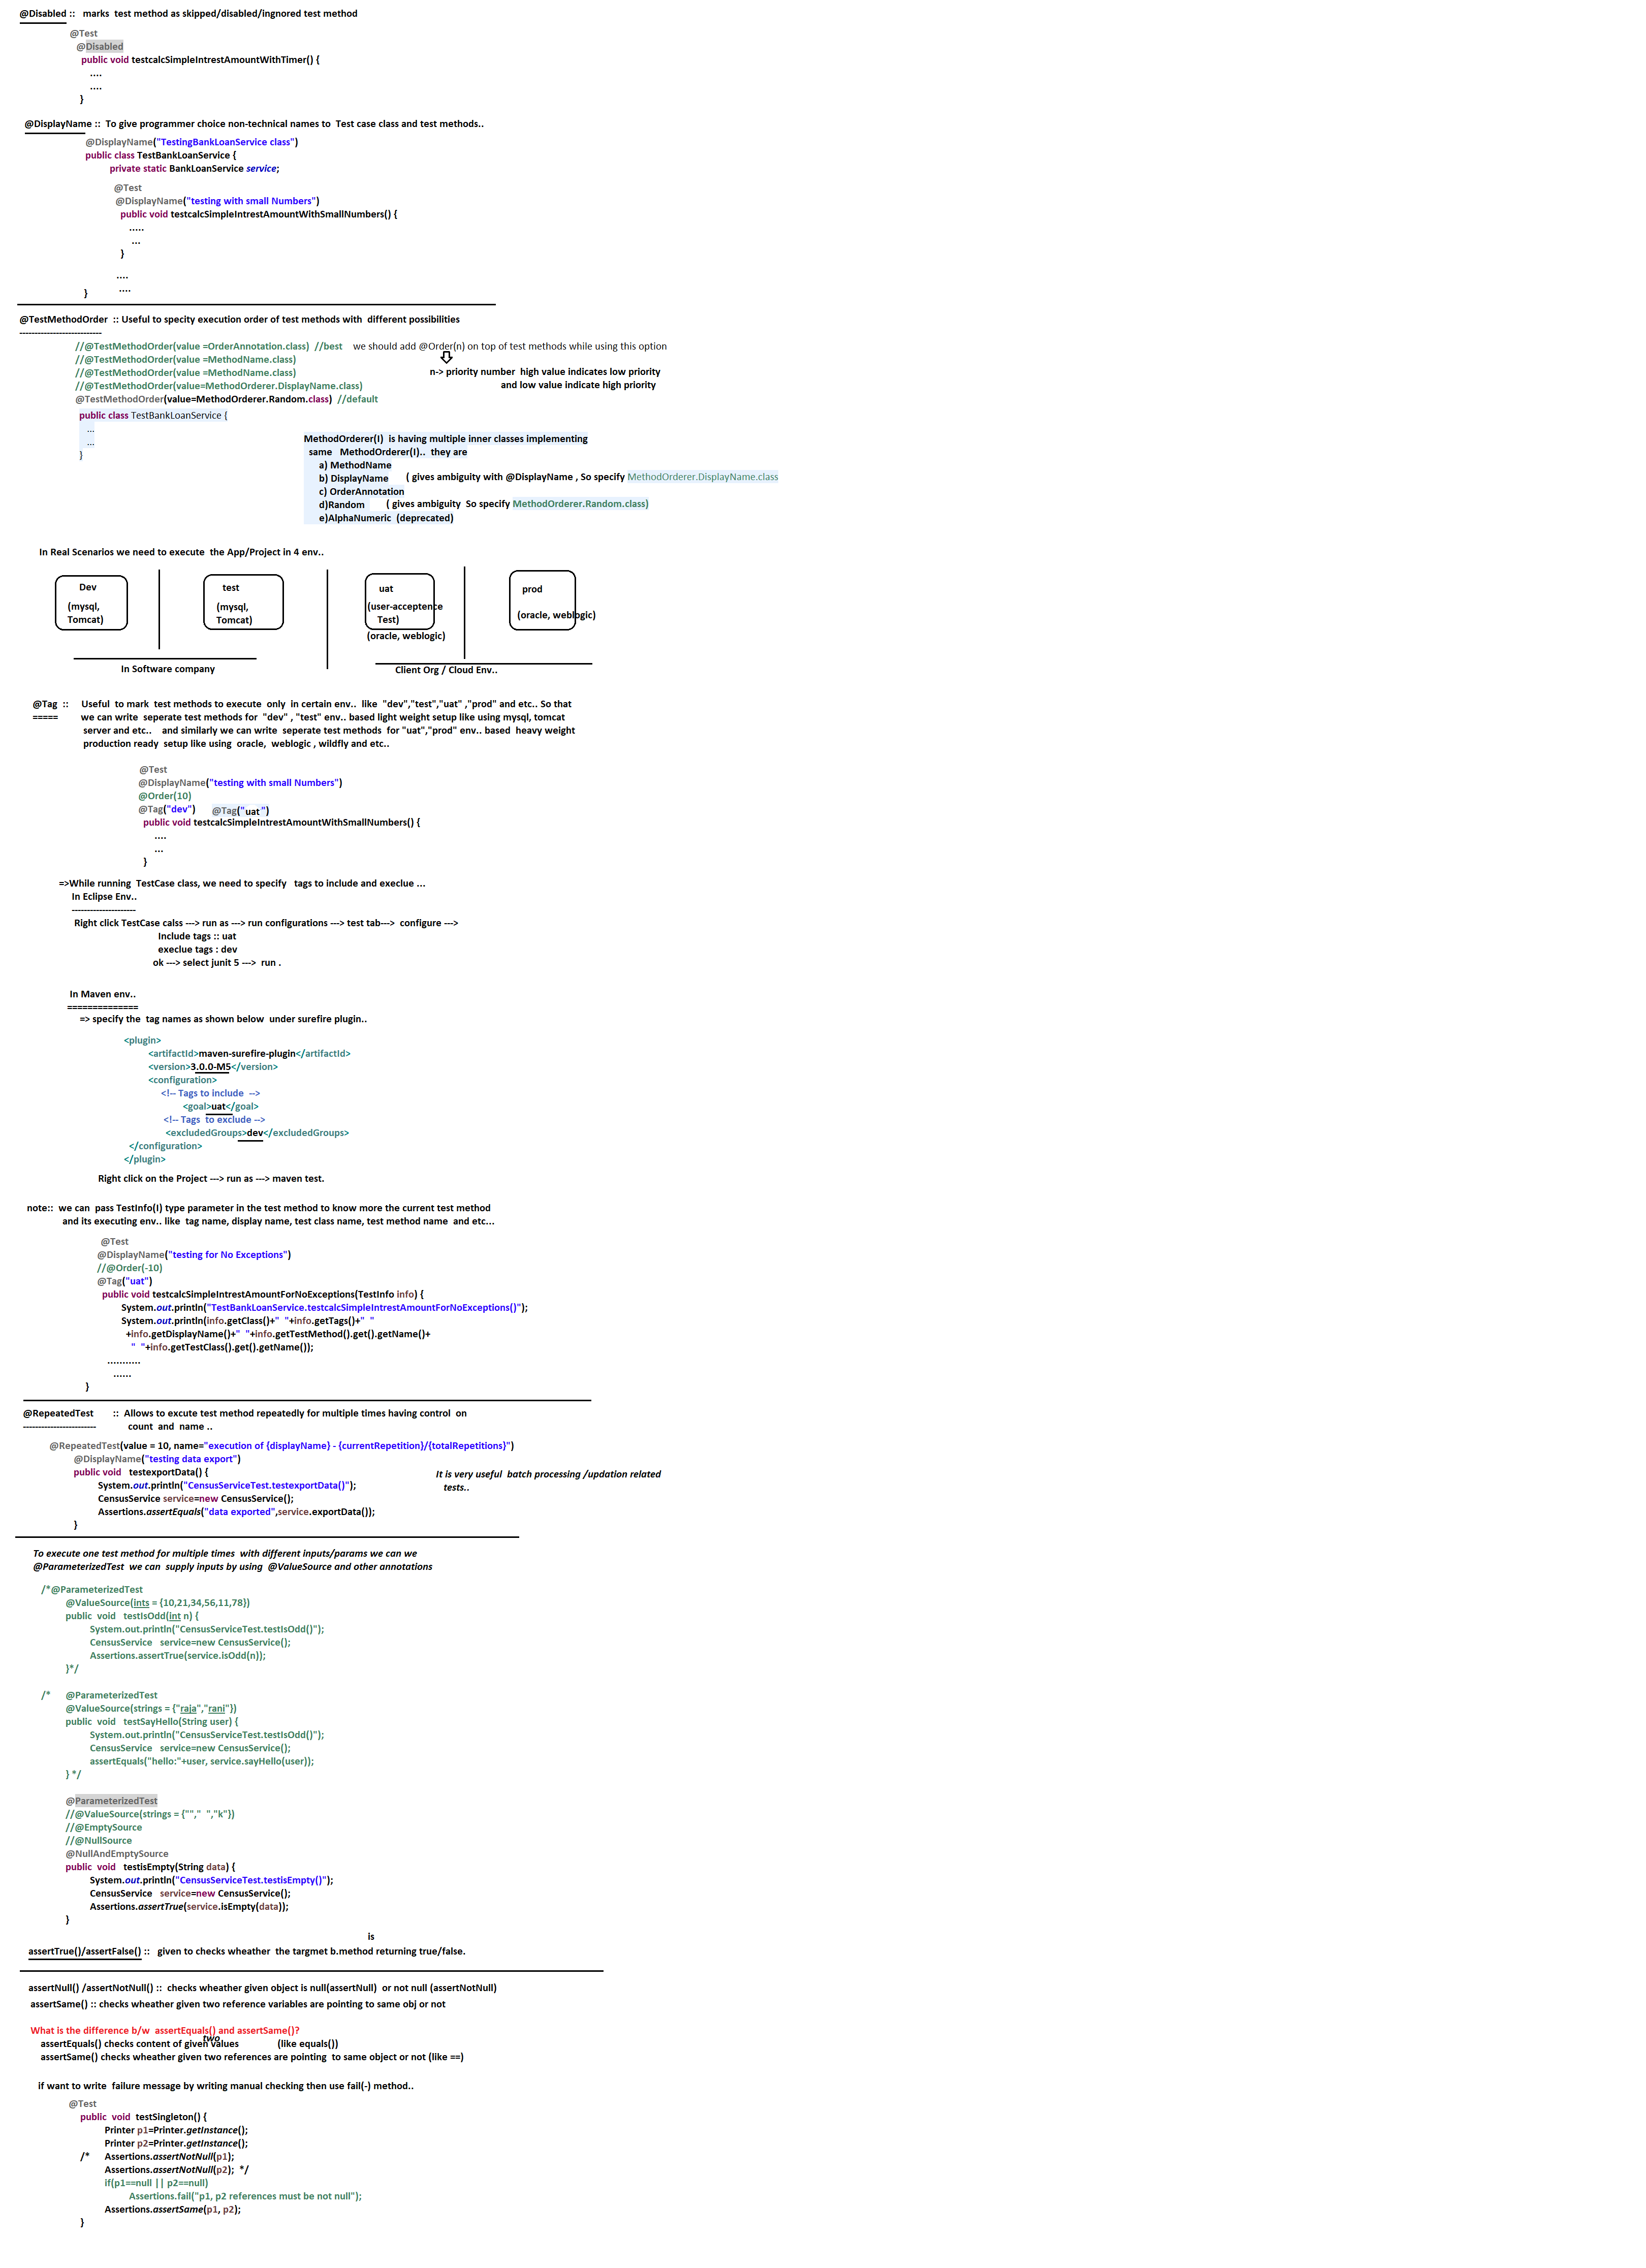 @Disabled :: marks test method as skipped/disabled/ingnored test method
@Test
@Disabled
public void testcalcSimpleIntrestAmountWithTimer() {
....
....
}
@DisplayName :: To give programmer choice non-technical names to Test case class and test methods..
@DisplayName("TestingBankLoanService class")
public class TestBankLoanService {
private static BankLoanService service;
@Test
@DisplayName("testing with small Numbers")
public void testcalcSimpleIntrestAmountWithSmallNumbers() {
.....
...
}
....
....
}
@TestMethodOrder :: Useful to specity execution order of test methods with different possibilities
---------------------------
//@TestMethodOrder(value =OrderAnnotation.class) //best we should add @Order(n) on top of test methods while using this option
//@TestMethodOrder(value =MethodName.class)
n-> priority number high value indicates low priority
//@TestMethodOrder(value =MethodName.class)
and low value indicate high priority
//@TestMethodOrder(value=MethodOrderer.DisplayName.class)
@TestMethodOrder(value=MethodOrderer.Random.class) //default
public class TestBankLoanService {
...
...
}
MethodOrderer(I) is having multiple inner classes implementing
same MethodOrderer(I).. they are
a) MethodName
b) DisplayName ( gives ambiguity with @DisplayName , So specify MethodOrderer.DisplayName.class
c) OrderAnnotation
d)Random ( gives ambiguity So specify MethodOrderer.Random.class)
e)AlphaNumeric (deprecated)
In Real Scenarios we need to execute the App/Project in 4 env..
Dev
(mysql,
Tomcat)
test
(mysql,
Tomcat)
uat
(user-acceptence
Test)
(oracle, weblogic)
prod
(oracle, weblogic)
In Software company
Client Org / Cloud Env..
@Tag :: Useful to mark test methods to execute only in certain env.. like "dev","test","uat" ,"prod" and etc.. So that
===== we can write seperate test methods for "dev" , "test" env.. based light weight setup like using mysql, tomcat
server and etc.. and similarly we can write seperate test methods for "uat","prod" env.. based heavy weight
production ready setup like using oracle, weblogic , wildfly and etc..
@Test
@DisplayName("testing with small Numbers")
@Order(10)
@Tag("dev") @Tag("uat")
public void testcalcSimpleIntrestAmountWithSmallNumbers() {
....
...
}
=>While running TestCase class, we need to specify tags to include and execlue ...
In Eclipse Env..
---------------------
Right click TestCase calss ---> run as ---> run configurations ---> test tab---> configure --->
Include tags :: uat
execlue tags : dev
ok ---> select junit 5 ---> run .
In Maven env..
==============
=> specify the tag names as shown below under surefire plugin..
<plugin>
<artifactId>maven-surefire-plugin</artifactId>
<version>3.0.0-M5</version>
<configuration>
<!-- Tags to include -->
<goal>uat</goal>
<!-- Tags to exclude -->
<excludedGroups>dev</excludedGroups>
</configuration>
</plugin>
Right click on the Project ---> run as ---> maven test.
note:: we can pass TestInfo(I) type parameter in the test method to know more the current test method
and its executing env.. like tag name, display name, test class name, test method name and etc...
@Test
@DisplayName("testing for No Exceptions")
//@Order(-10)
@Tag("uat")
public void testcalcSimpleIntrestAmountForNoExceptions(TestInfo info) {
System.out.println("TestBankLoanService.testcalcSimpleIntrestAmountForNoExceptions()");
System.out.println(info.getClass()+" "+info.getTags()+" "
+info.getDisplayName()+" "+info.getTestMethod().get().getName()+
" "+info.getTestClass().get().getName());
...........
......
}
@RepeatedTest :: Allows to excute test method repeatedly for multiple times having control on
------------------------ count and name ..
@RepeatedTest(value = 10, name="execution of {displayName} - {currentRepetition}/{totalRepetitions}")
@DisplayName("testing data export")
public void testexportData() {
It is very useful batch processing /updation related
System.out.println("CensusServiceTest.testexportData()");
tests..
CensusService service=new CensusService();
Assertions.assertEquals("data exported",service.exportData());
}
To execute one test method for multiple times with different inputs/params we can we
@ParameterizedTest we can supply inputs by using @ValueSource and other annotations
/*@ParameterizedTest
@ValueSource(ints = {10,21,34,56,11,78})
public void testIsOdd(int n) {
System.out.println("CensusServiceTest.testIsOdd()");
CensusService service=new CensusService();
Assertions.assertTrue(service.isOdd(n));
}*/
/* @ParameterizedTest
@ValueSource(strings = {"raja","rani"})
public void testSayHello(String user) {
System.out.println("CensusServiceTest.testIsOdd()");
CensusService service=new CensusService();
assertEquals("hello:"+user, service.sayHello(user));
} */
@ParameterizedTest
//@ValueSource(strings = {""," ","k"})
//@EmptySource
//@NullSource
@NullAndEmptySource
public void testisEmpty(String data) {
System.out.println("CensusServiceTest.testisEmpty()");
CensusService service=new CensusService();
Assertions.assertTrue(service.isEmpty(data));
}
is
assertTrue()/assertFalse() :: given to checks wheather the targmet b.method returning true/false.
assertNull() /assertNotNull() :: checks wheather given object is null(assertNull) or not null (assertNotNull)
assertSame() :: checks wheather given two reference variables are pointing to same obj or not
What is the difference b/w assertEquals() and assertSame()?
two
assertEquals() checks content of given values (like equals())
assertSame() checks wheather given two references are pointing to same object or not (like ==)
if want to write failure message by writing manual checking then use fail(-) method..
@Test
public void testSingleton() {
Printer p1=Printer.getInstance();
Printer p2=Printer.getInstance();
/* Assertions.assertNotNull(p1);
Assertions.assertNotNull(p2); */
if(p1==null || p2==null)
Assertions.fail("p1, p2 references must be not null");
Assertions.assertSame(p1, p2);
}